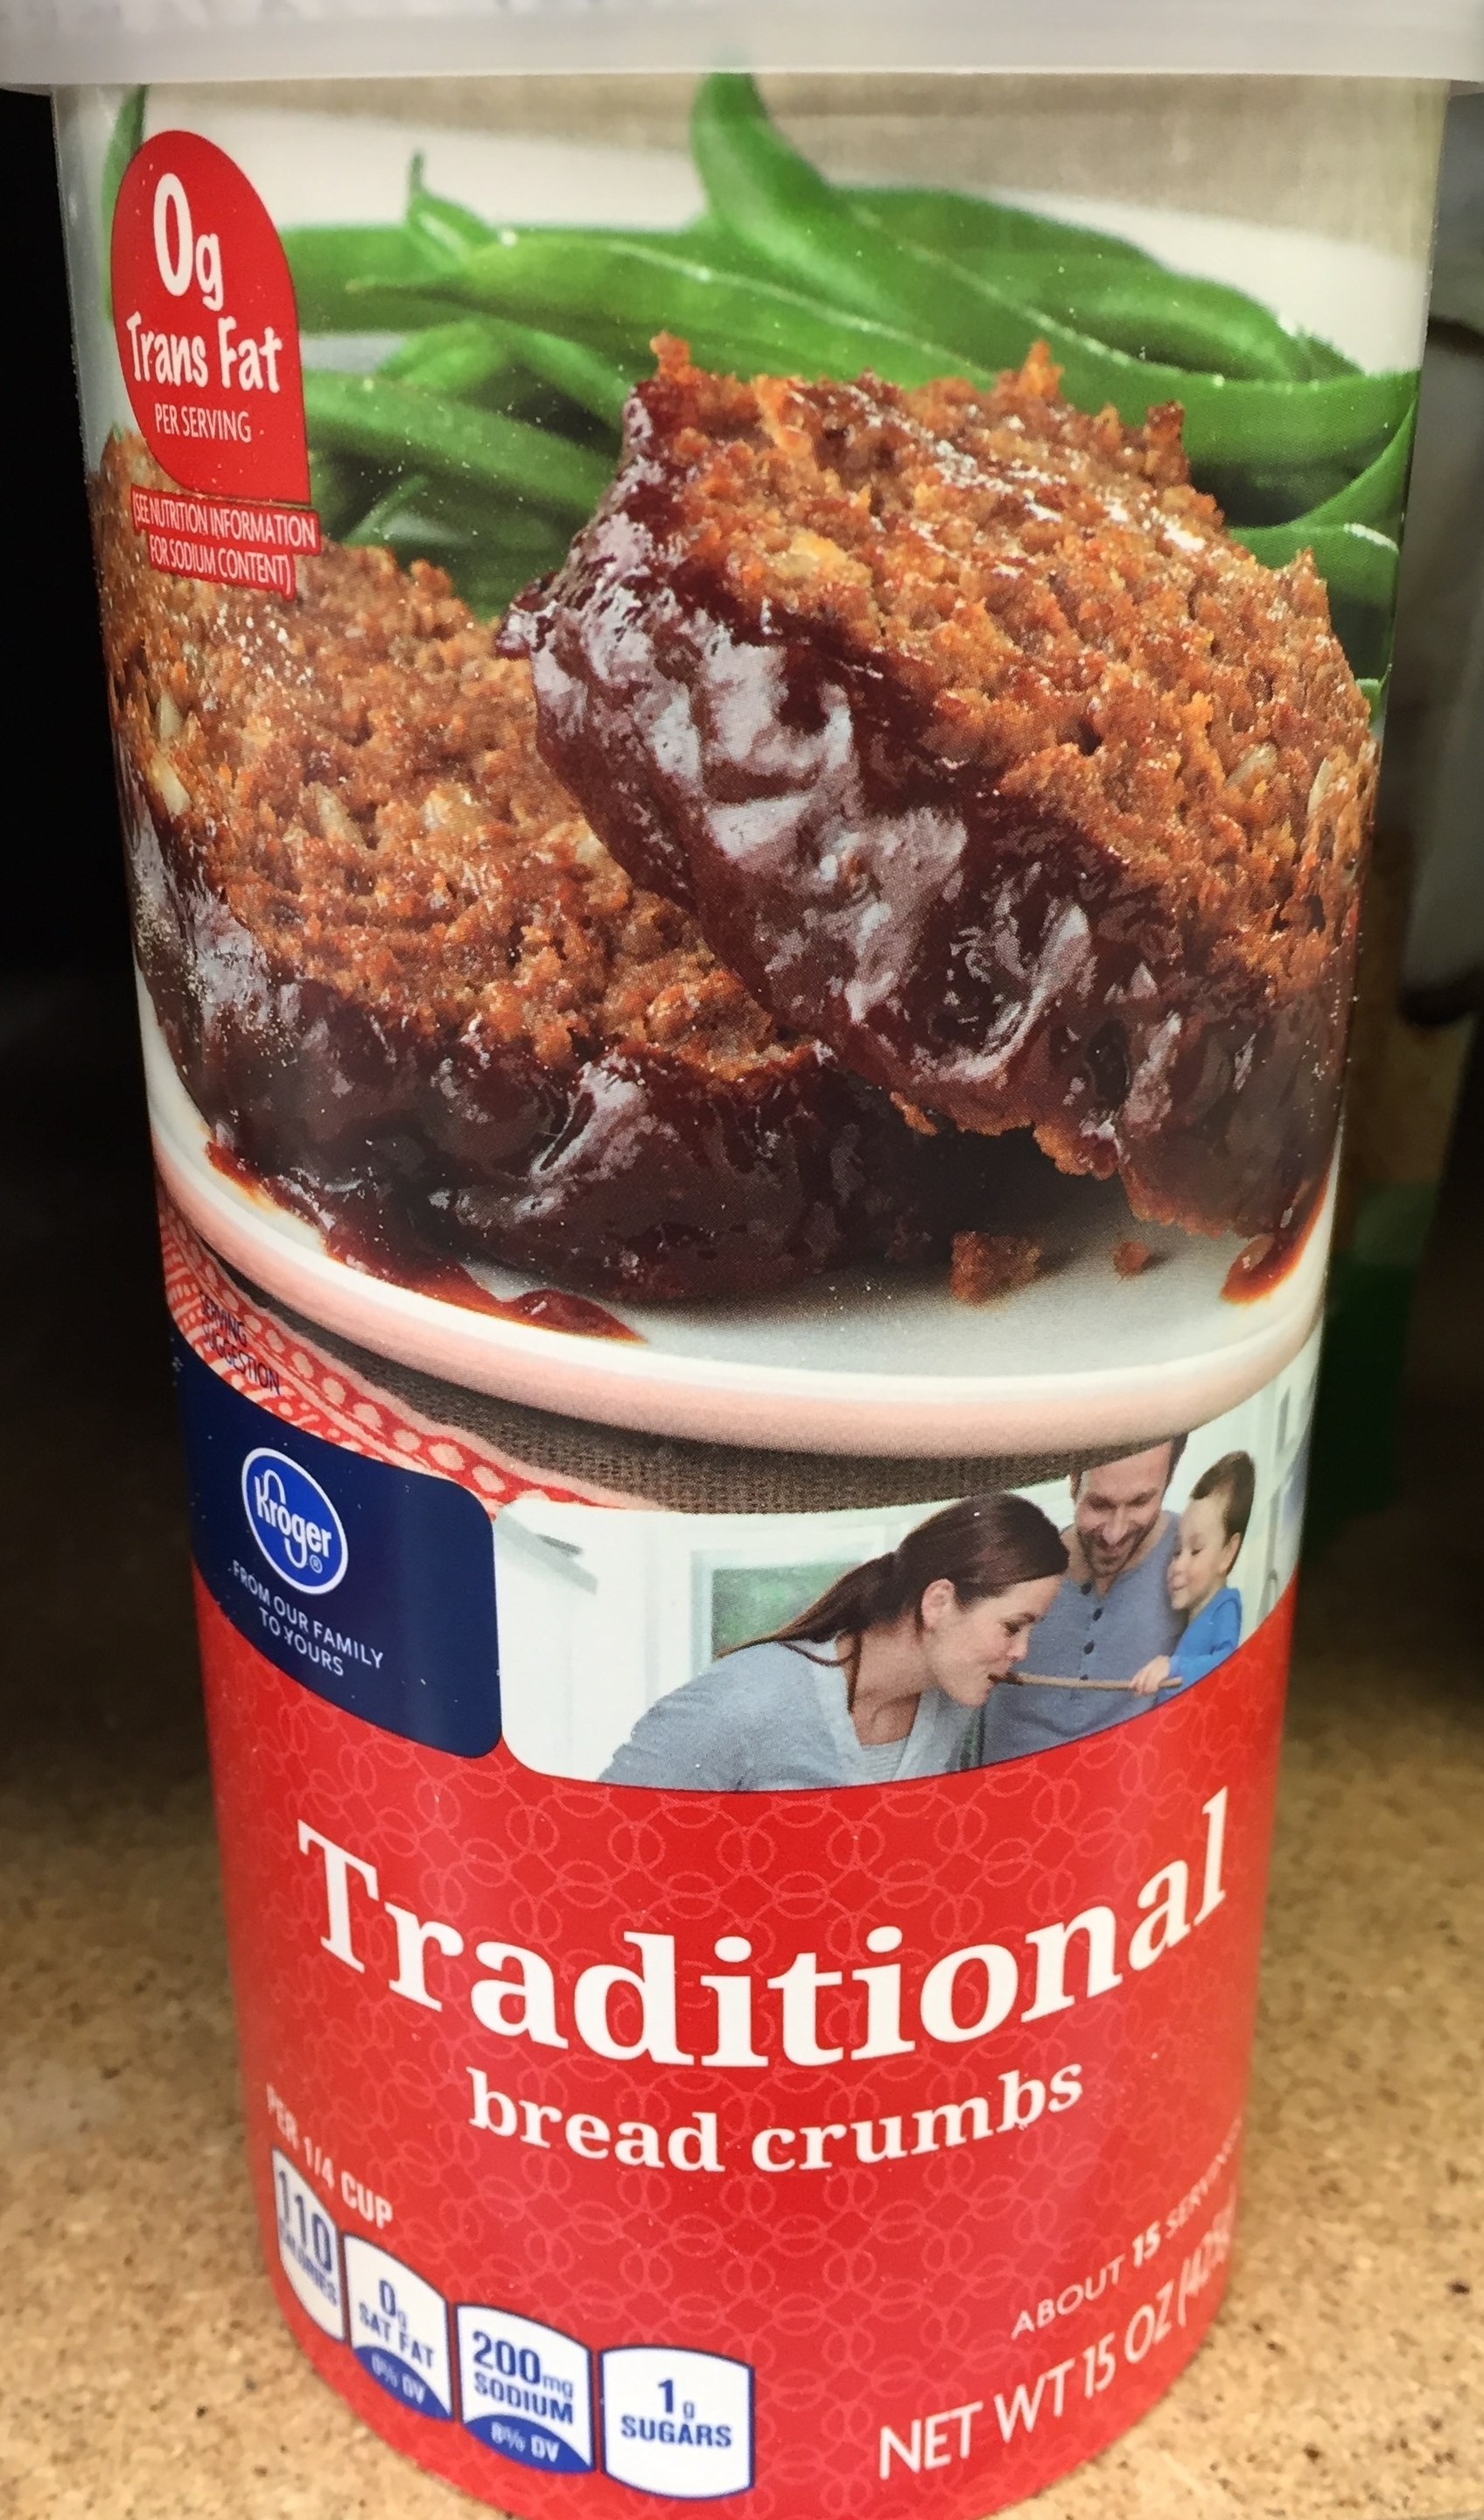 0g
Trans Fat
PER SERVING
(SEE NUTRITION INFORMATION
FOR SODIUM CONTENT)
SERVING
SUGGESTION
Kroger®
FROM OUR FAMILY
TO YOURS
Traditional
bread crumbs
PER 1/4 CUP
110
CALORIES
0g
SAT FAT
0% DV
200mg
SODIUM
8% DV
1g
SUGARS
ABOUT 15
NET WT 15 OZ (425g)